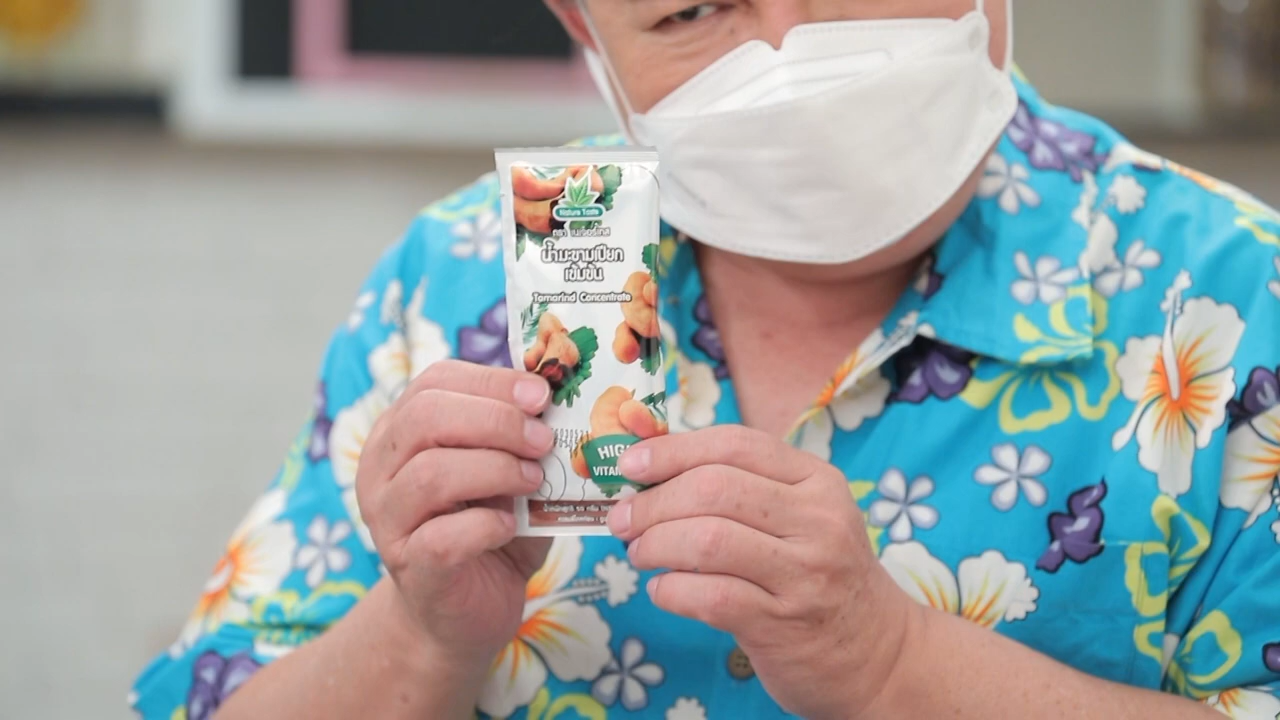 Nature Taste
ตรา เนเจอร์เทส
น้ำมะขามเปียก
เข้มข้น
Tamarind Concentrate
HIG
VITAM